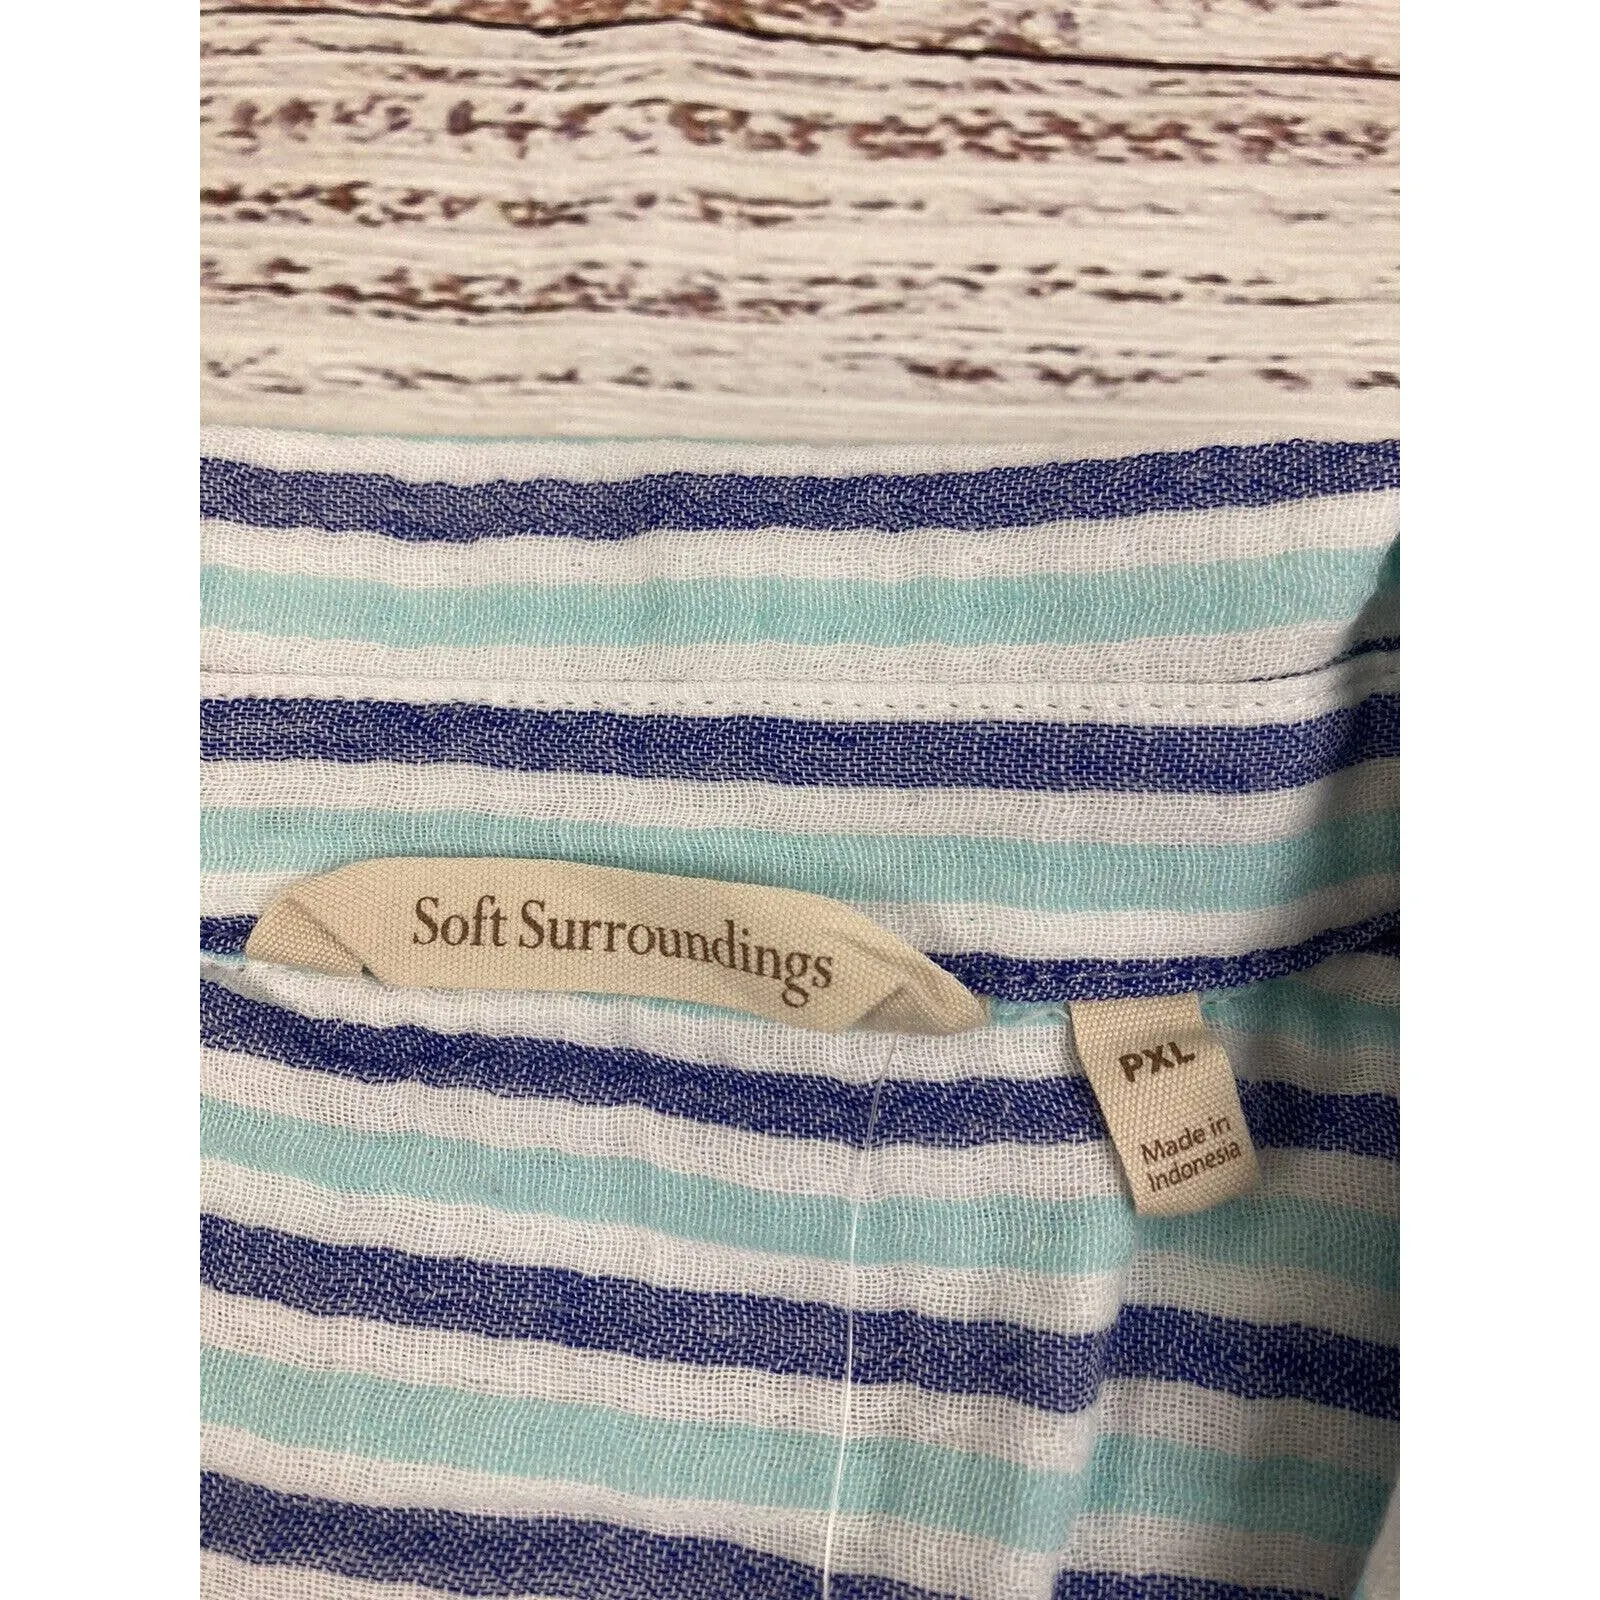 Soft Surroundings
PXL
Made in
Indonesia